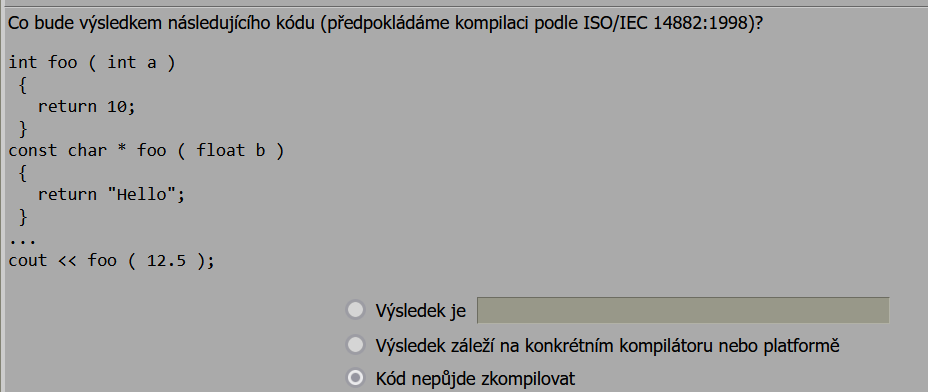 Co bude výsledkem následujícího kódu (předpokládáme kompilaci podle ISO/IEC 14882:1998)?
int foo ( int a )
{
return 10;
}
const char * foo ( float b )
{
return "Hello";
}
...
cout << foo ( 12.5 );
Výsledek je
Výsledek záleží na konkrétním kompilátoru nebo platformě
Kód nepůjde zkompilovat